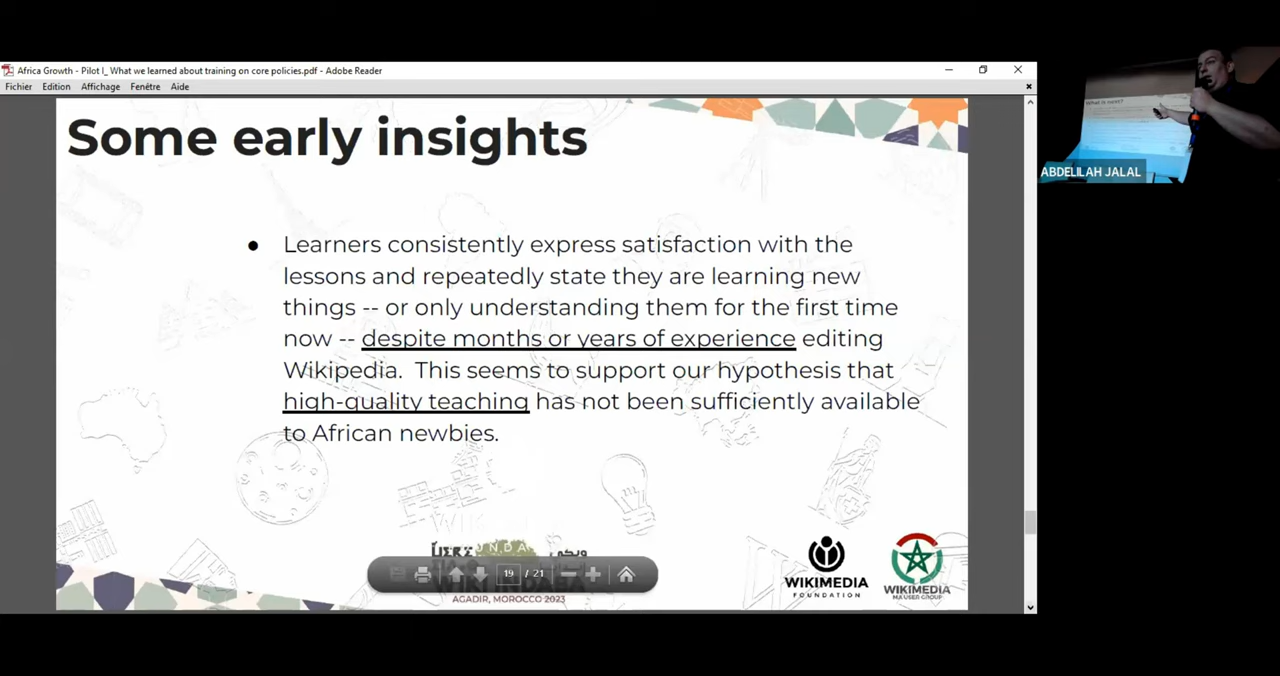 Africa Growth - Pilot I_ What we learned about training on core policies.pdf - Adobe Reader
Fichier Edition Affichage Fenêtre Aide
Some early insights
● Learners consistently express satisfaction with the
lessons and repeatedly state they are learning new
things -- or only understanding them for the first time
now -- despite months or years of experience editing
Wikipedia. This seems to support our hypothesis that
high-quality teaching has not been sufficiently available
to African newbies.
19 / 21
AGADIR, MOROCCO 2023
WIKIMEDIA
FOUNDATION
WIKIMEDIA
MA USER GROUP
What is next?
ABDELILAH JALAL